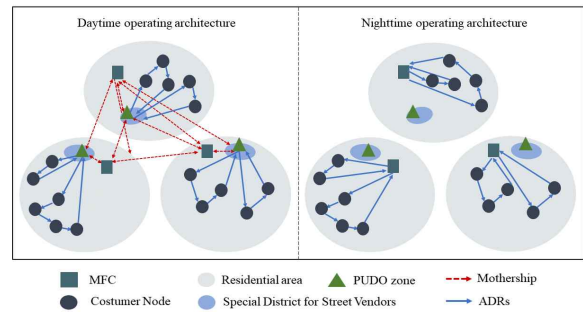 Daytime operating architecture
Nighttime operating architecture
MFC
Residential area
PUDO zone
Mothership
Costumer Node
Special District for Street Vendors
ADRs